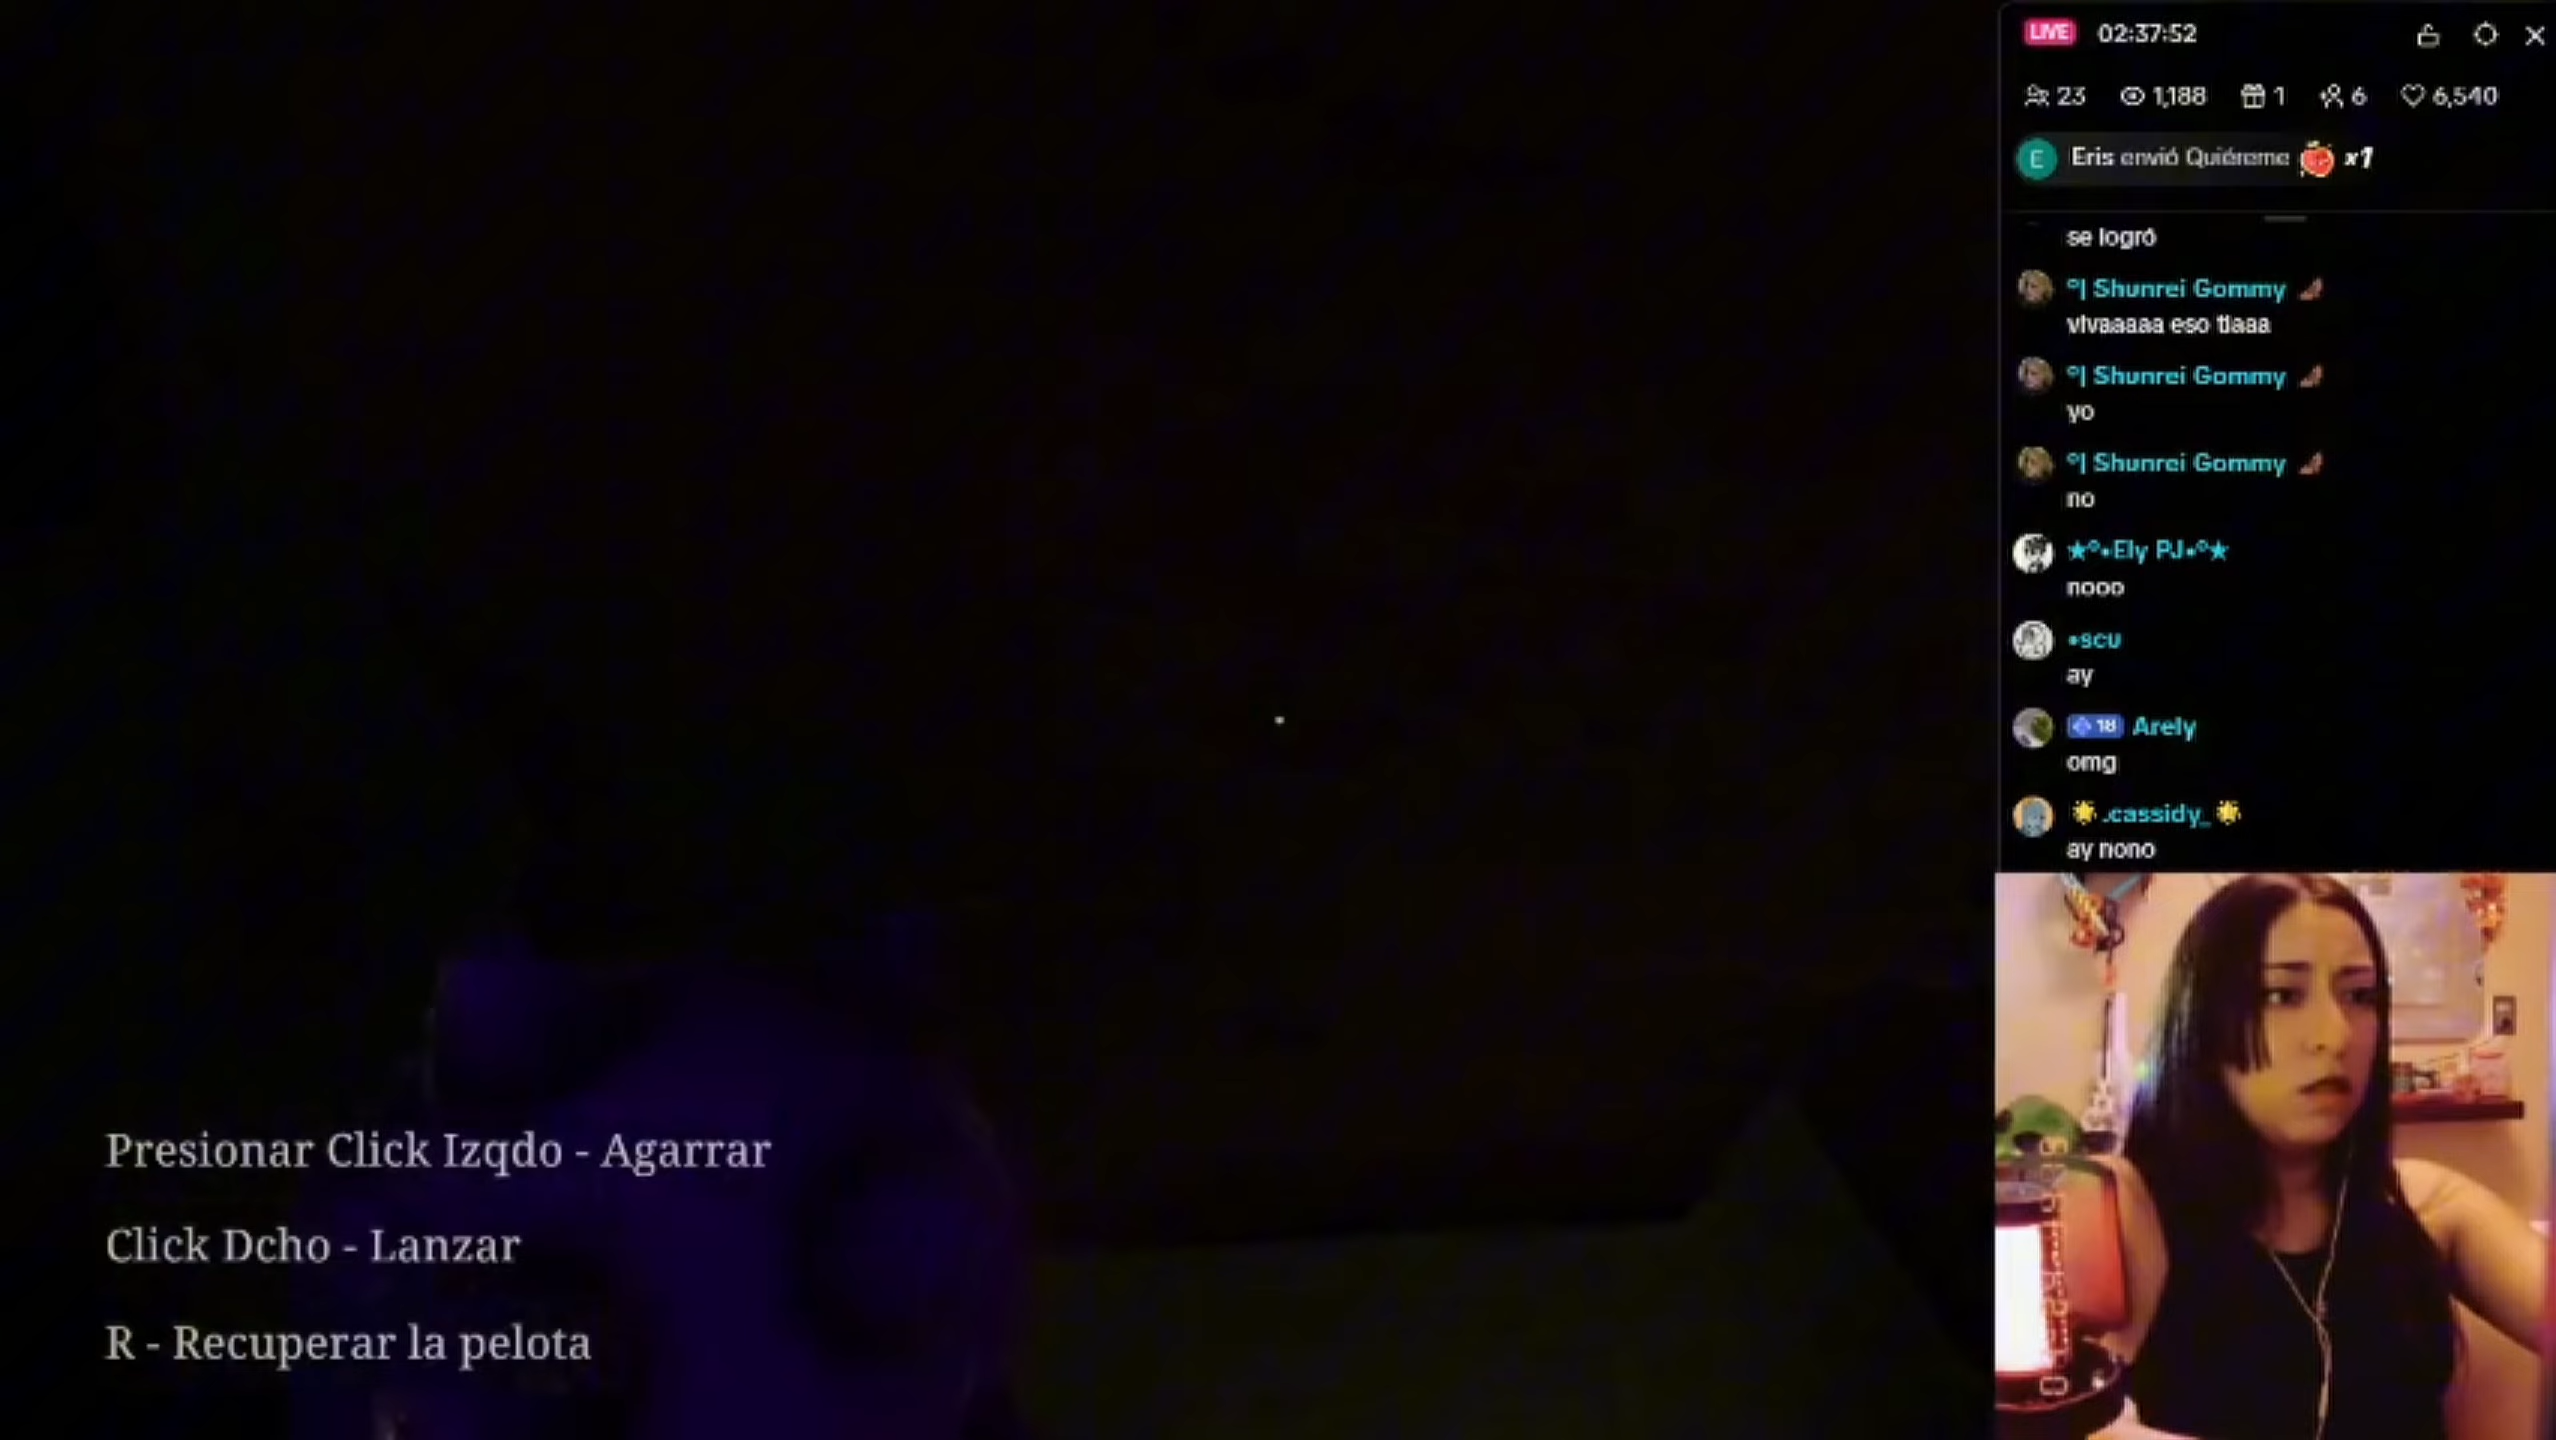 LIVE 02:37:52
23 1,188 1 6 6,540
E Eris envió Quiéreme x1
se logró
°| Shunrei Gommy
vivaaaaa eso tiaaa
°| Shunrei Gommy
yo
°| Shunrei Gommy
no
★°•Ely PJ•°★
nooo
•scu
ay
18 Arely
omg
.cassidy_
ay nono
Presionar Click Izqdo - Agarrar
Click Dcho - Lanzar
R - Recuperar la pelota